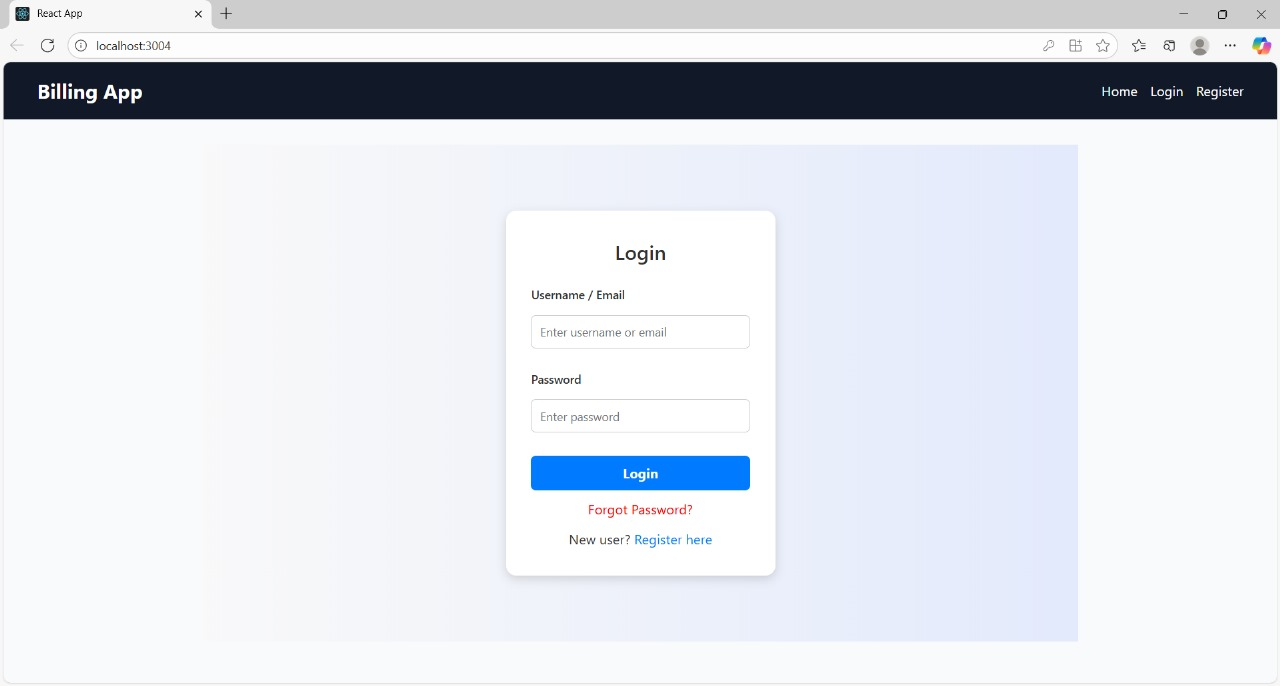 React App
localhost:3004
Billing App
Home Login Register
Login
Username / Email
Enter username or email
Password
Enter password
Login
Forgot Password?
New user? Register here